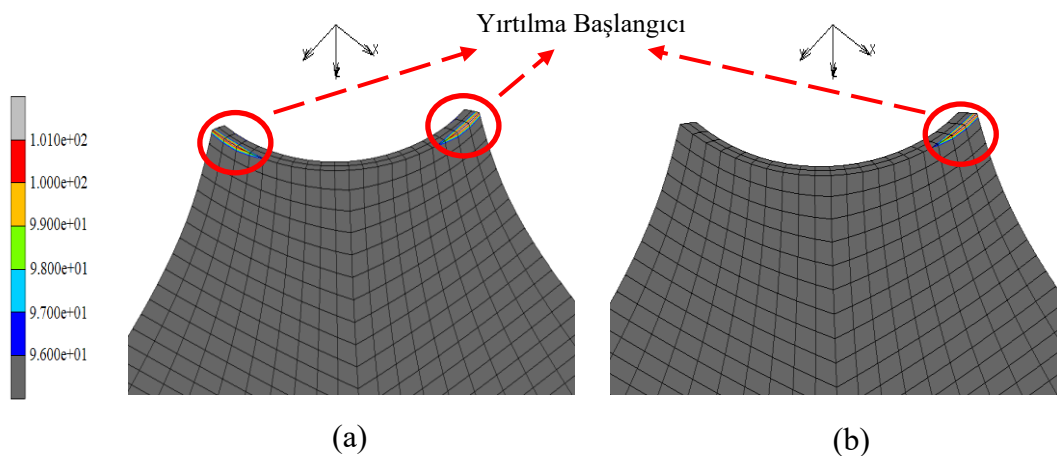 Yırtılma Başlangıcı
Y X
Z
Y X
1.010e+02
1.000e+02
9.900e+01
9.800e+01
9.700e+01
9.600e+01
(a)
(b)